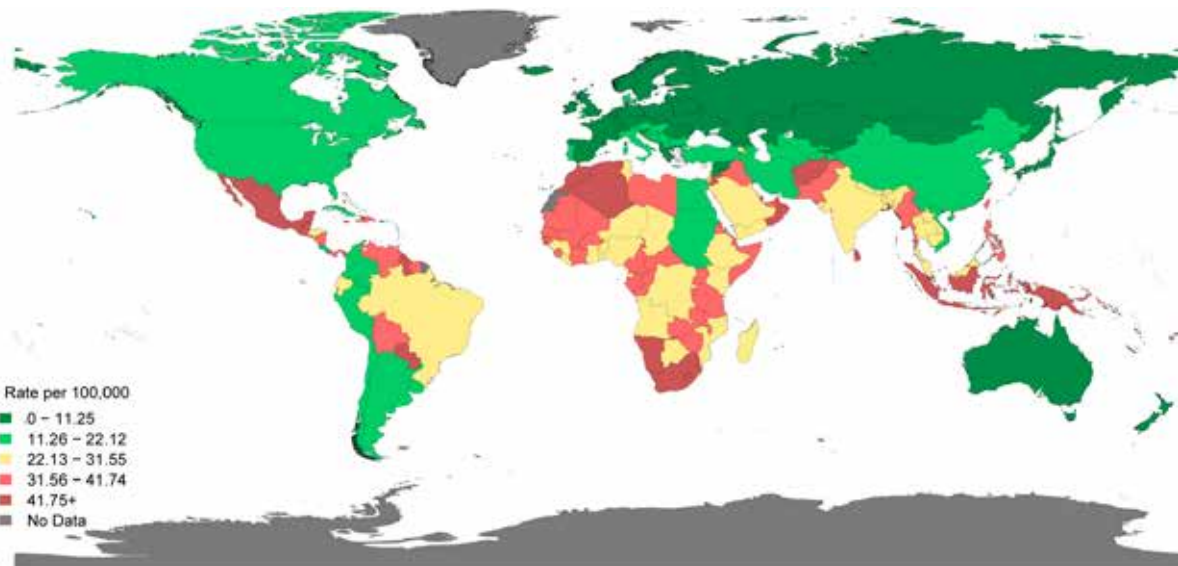 Rate per 100,000
0 – 11.25
11.26 – 22.12
22.13 – 31.55
31.56 – 41.74
41.75+
No Data